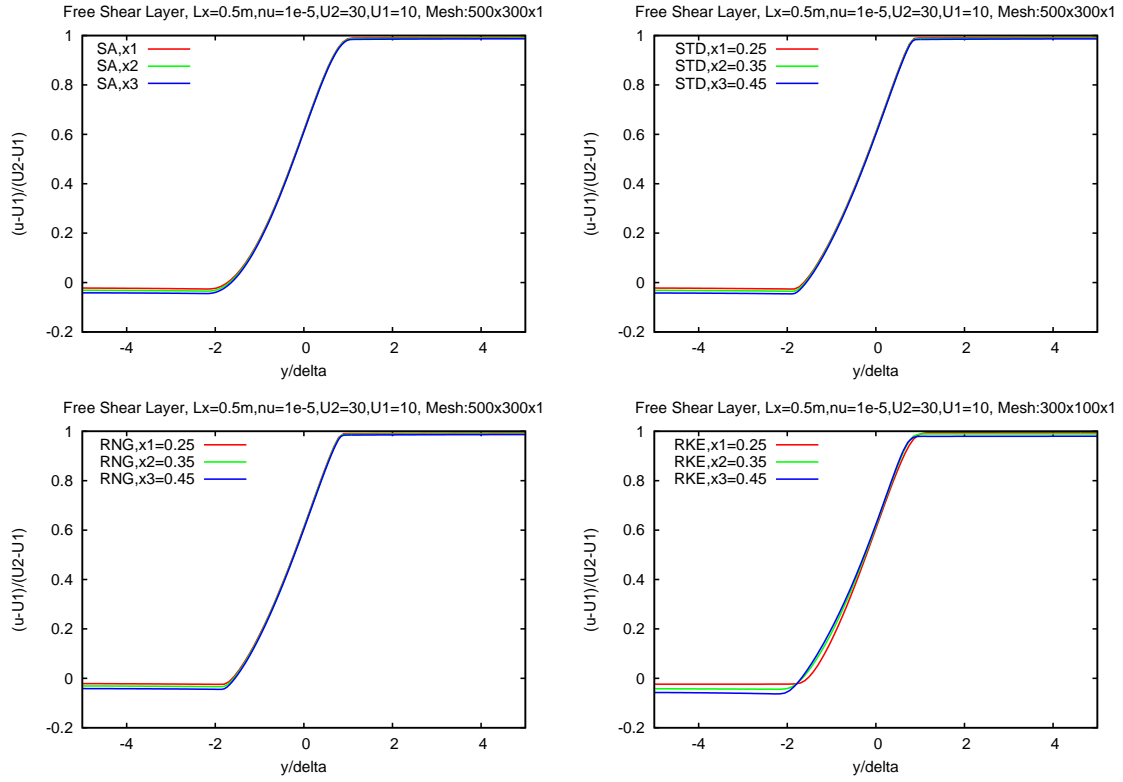 Free Shear Layer, Lx=0.5m,nu=1e-5,U2=30,U1=10, Mesh:500x300x1
SA,x1
SA,x2
SA,x3
1
0.8
0.6
0.4
0.2
0
-0.2
(u-U1)/(U2-U1)
-4
-2
0
2
4
y/delta
Free Shear Layer, Lx=0.5m,nu=1e-5,U2=30,U1=10, Mesh:500x300x1
STD,x1=0.25
STD,x2=0.35
STD,x3=0.45
1
0.8
0.6
0.4
0.2
0
-0.2
(u-U1)/(U2-U1)
-4
-2
0
2
4
y/delta
Free Shear Layer, Lx=0.5m,nu=1e-5,U2=30,U1=10, Mesh:500x300x1
RNG,x1=0.25
RNG,x2=0.35
RNG,x3=0.45
1
0.8
0.6
0.4
0.2
0
-0.2
(u-U1)/(U2-U1)
-4
-2
0
2
4
y/delta
Free Shear Layer, Lx=0.5m,nu=1e-5,U2=30,U1=10, Mesh:300x100x1
RKE,x1=0.25
RKE,x2=0.35
RKE,x3=0.45
1
0.8
0.6
0.4
0.2
0
-0.2
(u-U1)/(U2-U1)
-4
-2
0
2
4
y/delta